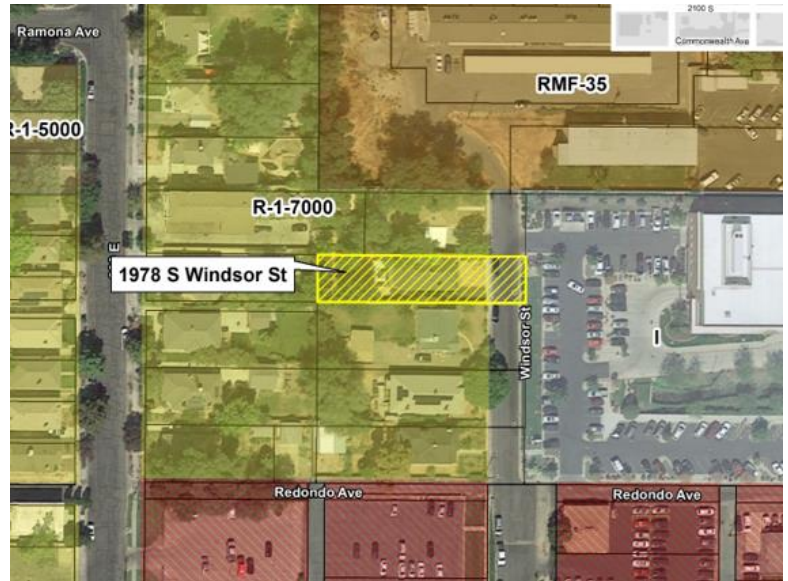 2100 S
Commonwealth Ave
Ramona Ave
RMF-35
R-1-5000
R-1-7000
E
1978 S Windsor St
Windsor St
I
Redondo Ave
Redondo Ave